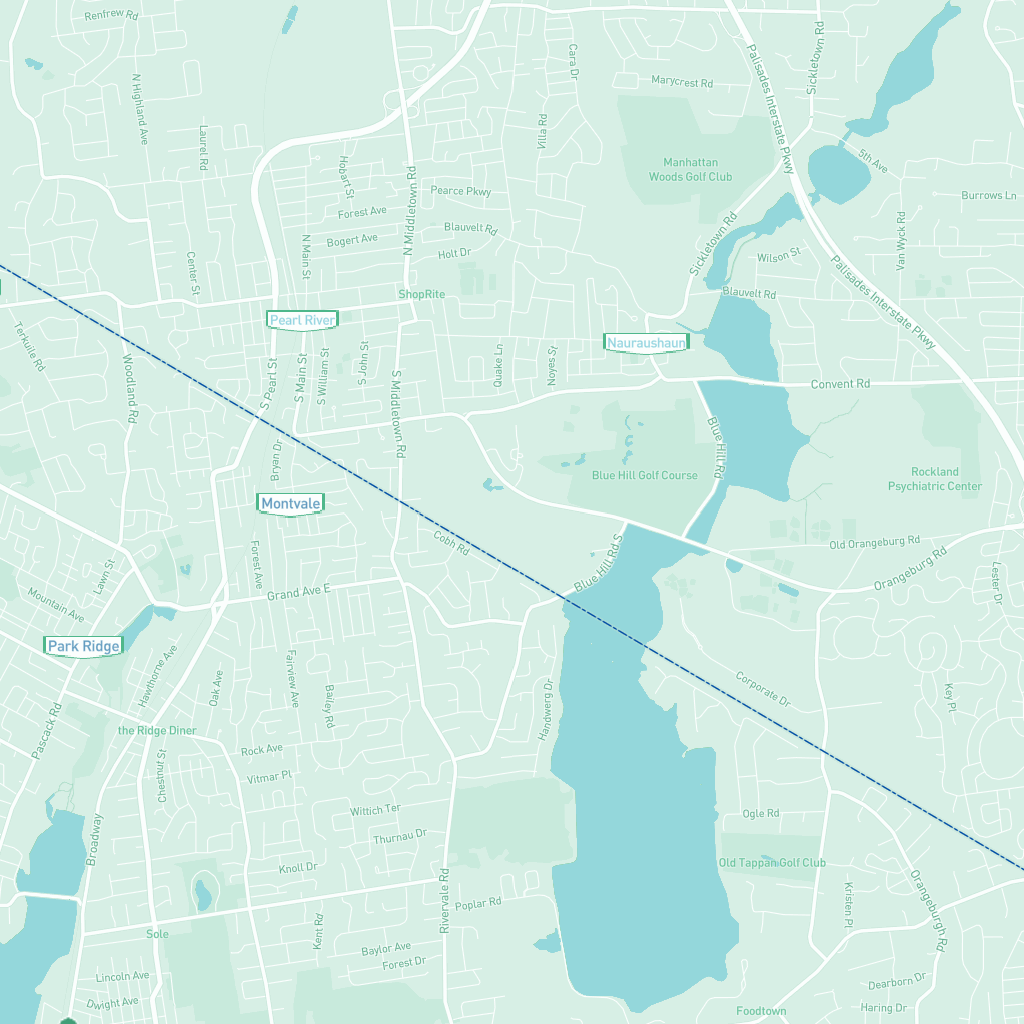 Renfrew Rd
Sickletown Rd
Cara Dr
Palisades Interstate Pkwy
Marycrest Rd
N Highland Ave
Laurel Rd
Villa Rd
5th Ave
Hobart St
Manhattan
Woods Golf Club
N Middletown Rd
Pearce Pkwy
Burrows Ln
Forest Ave
Blauvelt Rd
Sickletown Rd
Van Wyck Rd
Bogert Ave
N Main St
Holt Dr
Wilson St
Center St
Palisades Interstate Pkwy
ShopRite
Blauvelt Rd
Pearl River
Terkuile Rd
Nauraushaun
S John St
S William St
Quake Ln
Noyes St
S Main St
S Pearl St
Woodland Rd
S Middletown Rd
Convent Rd
Blue Hill Rd
Bryan Dr
Blue Hill Golf Course
Rockland
Psychiatric Center
Montvale
Cobh Rd
Blue Hill Rd S
Old Orangeburg Rd
Orangeburg Rd
Forest Ave
Lawn St
Mountain Ave
Grand Ave E
Lester Dr
Park Ridge
Hawthorne Ave
Oak Ave
Fairview Ave
Bailey Rd
Handwerg Dr
Corporate Dr
Key Pl
Pascack Rd
the Ridge Diner
Rock Ave
Vitmar Pl
Chestnut St
Wittich Ter
Ogle Rd
Broadway
Thurnau Dr
Knoll Dr
Old Tappan Golf Club
Rivervale Rd
Poplar Rd
Kristen Pl
Orangeburgh Rd
Sole
Kent Rd
Baylor Ave
Forest Dr
Lincoln Ave
Dwight Ave
Dearborn Dr
Haring Dr
Foodtown